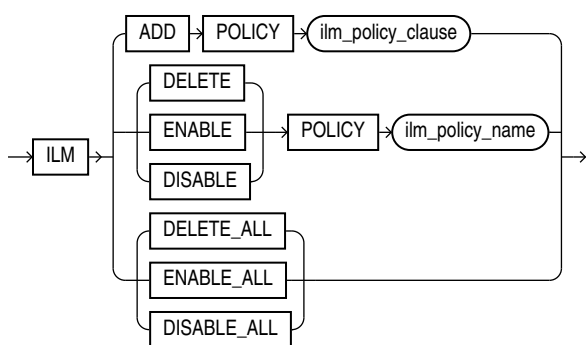 ADD POLICY ilm_policy_clause
DELETE
ENABLE POLICY ilm_policy_name
ILM
DISABLE
DELETE_ALL
ENABLE_ALL
DISABLE_ALL